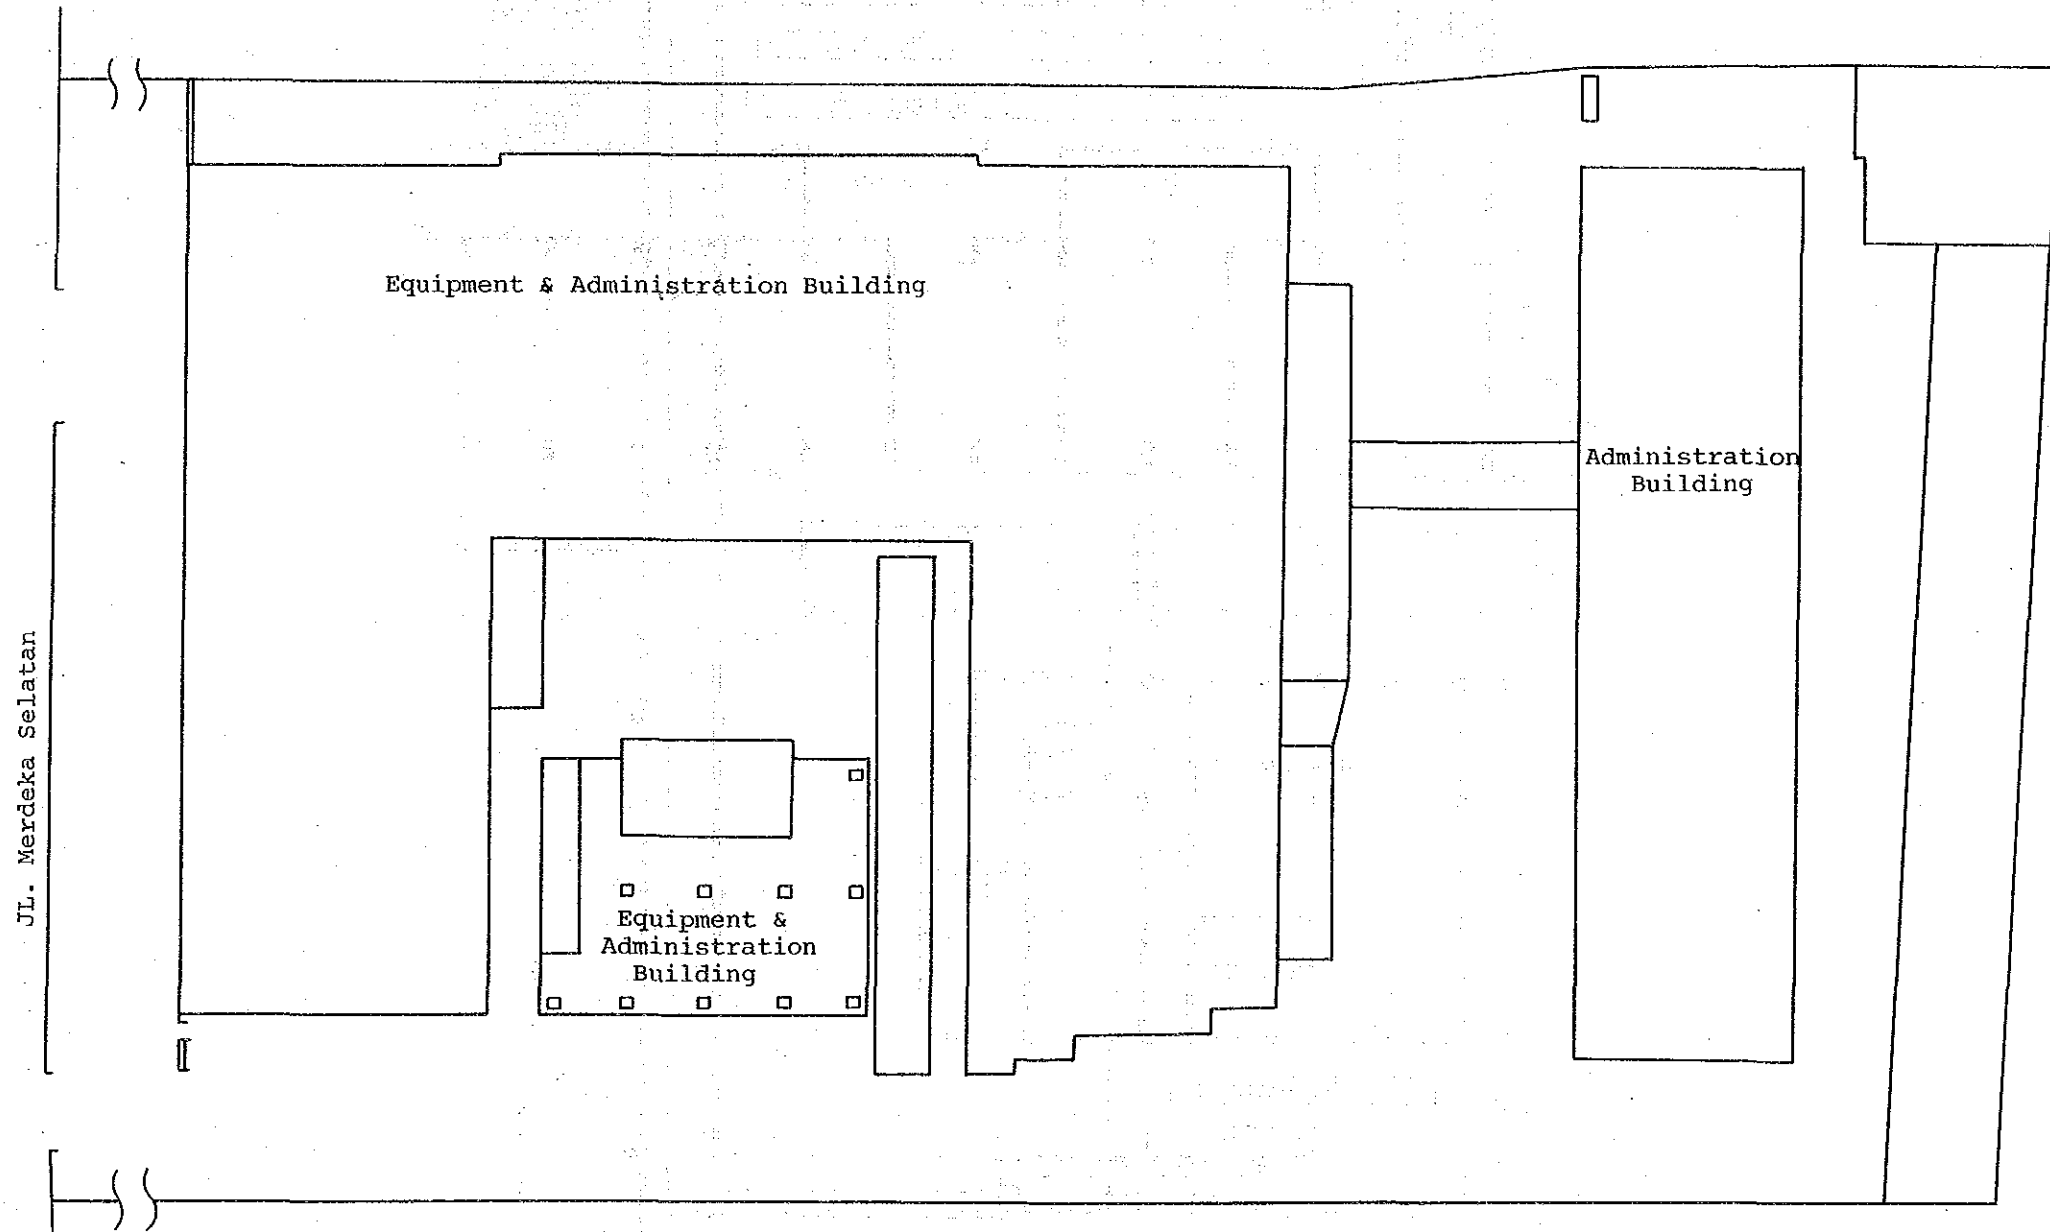 Equipment & Administration Building
Administration
Building
JL. Merdeka Selatan
Equipment &
Administration
Building